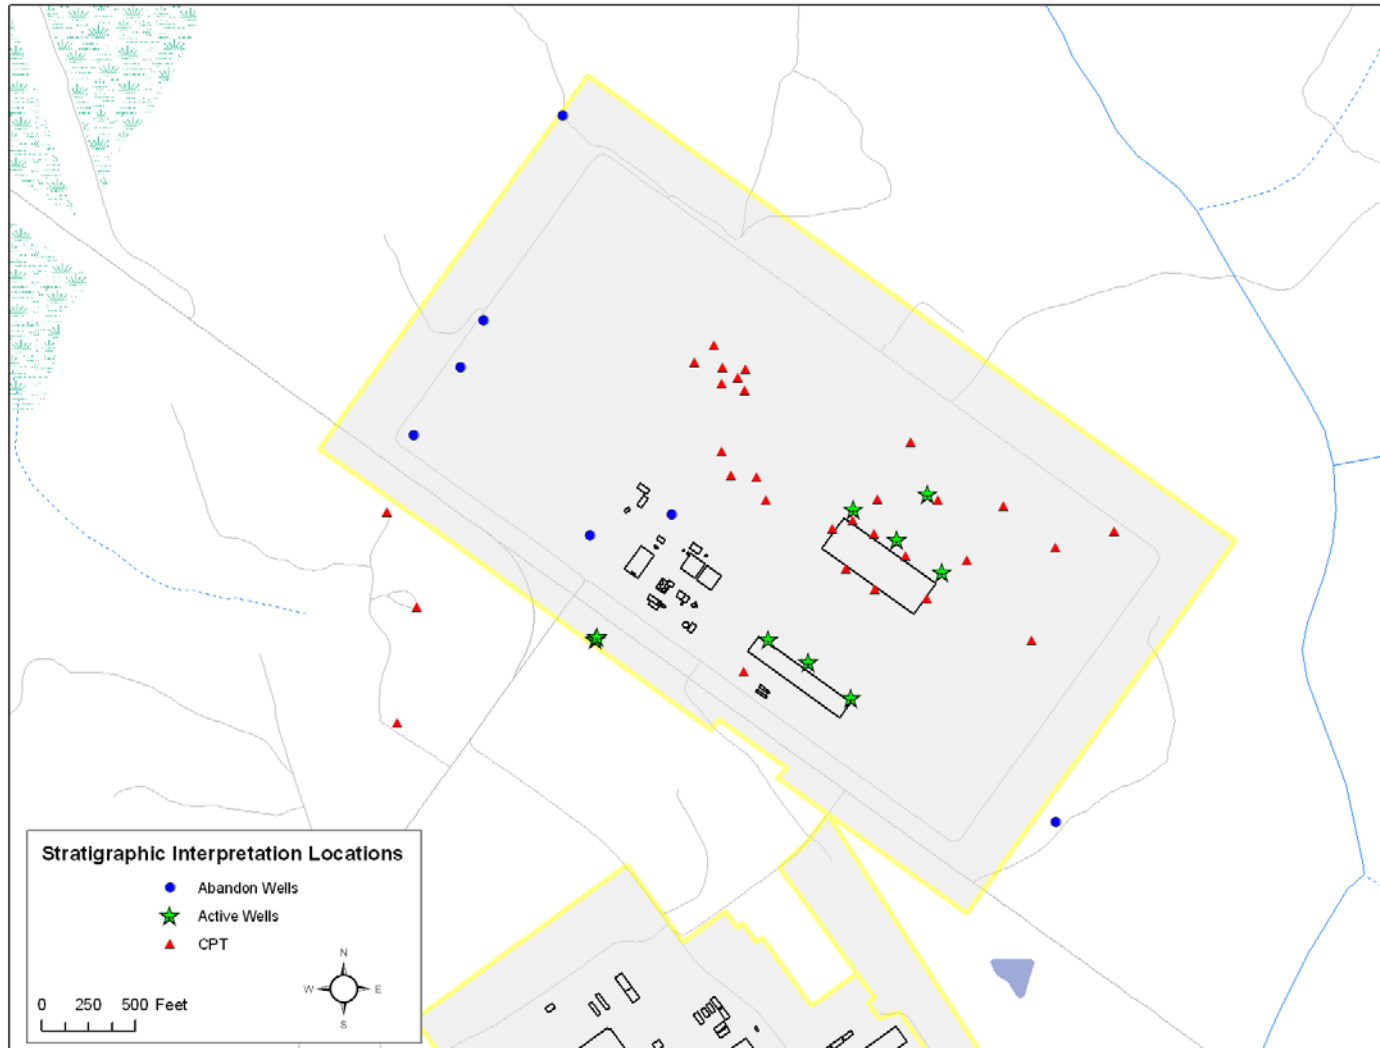 Stratigraphic Interpretation Locations
Abandon Wells
Active Wells
CPT
N
W E
S
0 250 500 Feet